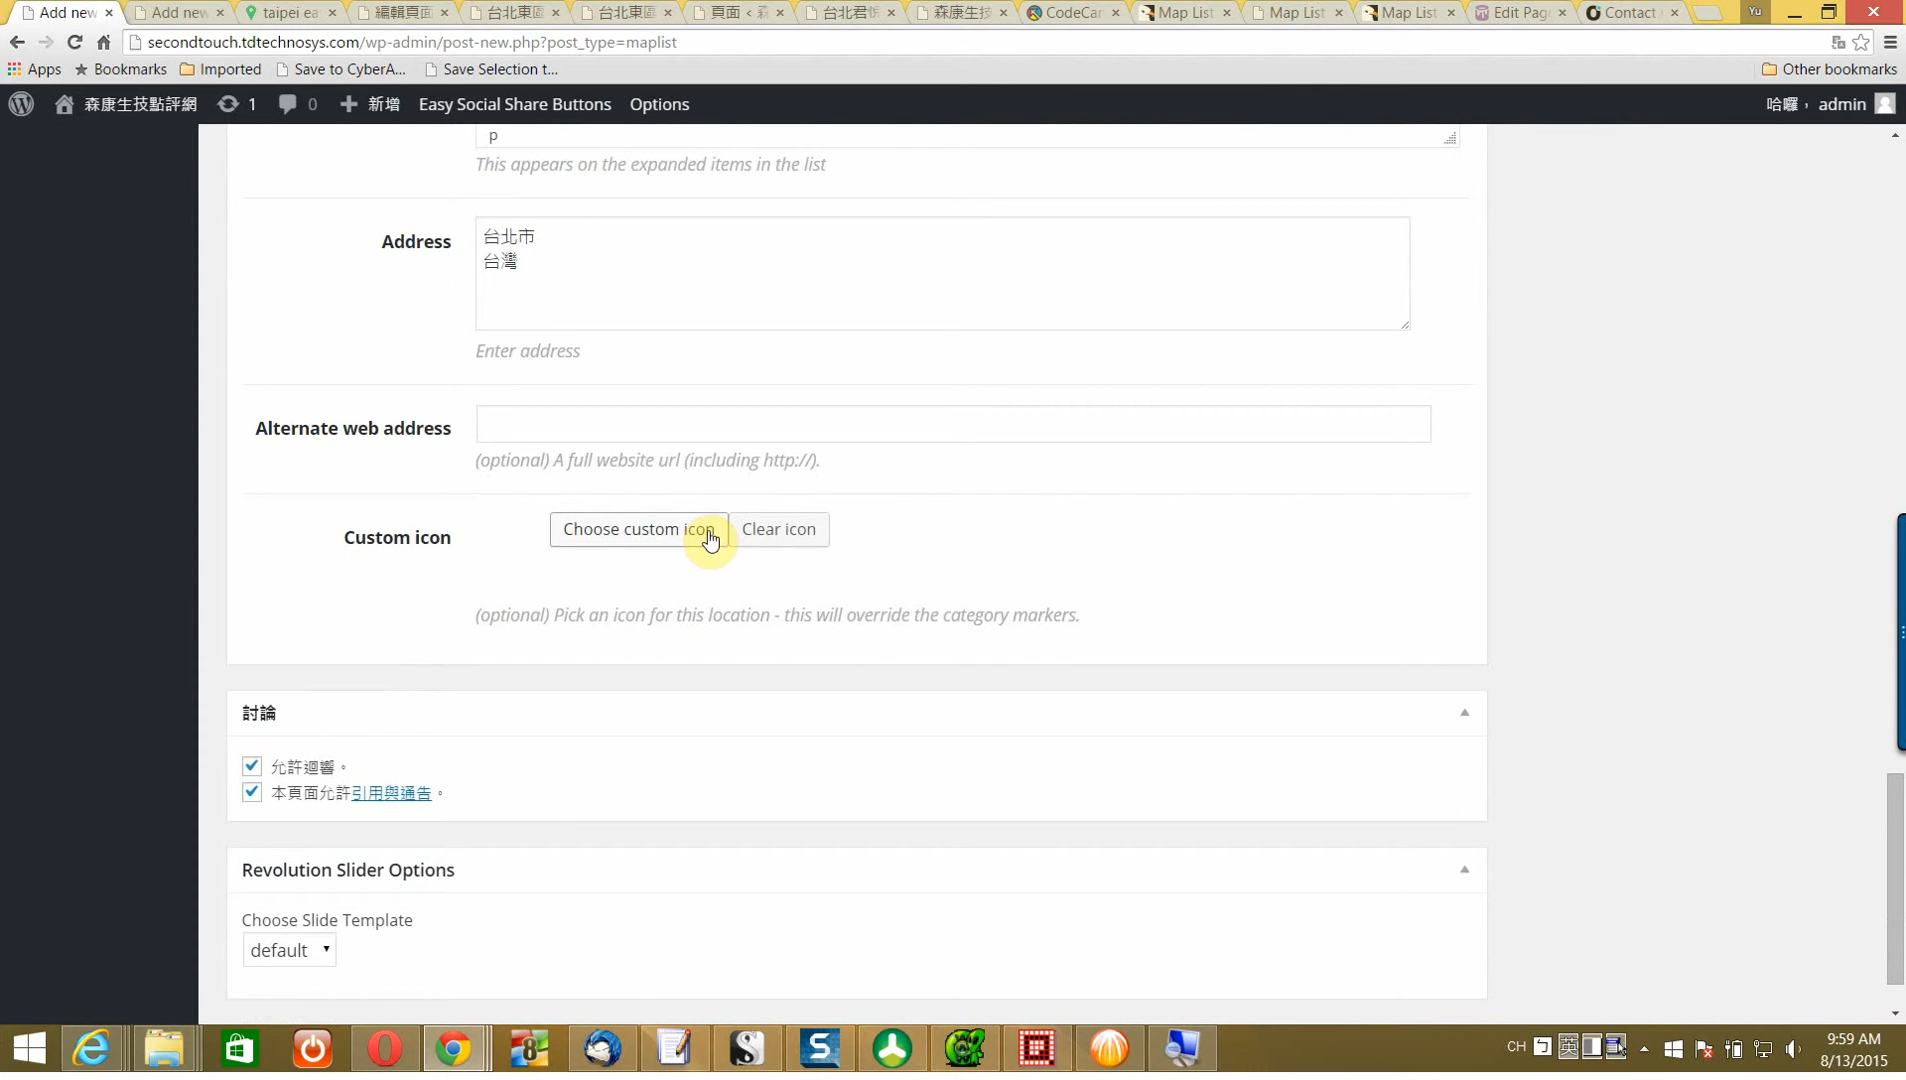 Add new
Add new
taipei ea
編輯頁面
台北東區
台北東區
頁面 < 森
台北君悅
森康生技
CodeCar
Map List
Map List
Map List
Edit Page
Contact
Yu
secondtouch.tdtechnosys.com/wp-admin/post-new.php?post_type=maplist
Apps
Bookmarks
Imported
Save to CyberA...
Save Selection t...
Other bookmarks
森康生技點評網
1
0
新增
Easy Social Share Buttons
Options
哈囉， admin
p
This appears on the expanded items in the list
Address
台北市
台灣
Enter address
Alternate web address
(optional) A full website url (including http://).
Custom icon
Choose custom icon
Clear icon
(optional) Pick an icon for this location - this will override the category markers.
討論
允許迴響。
本頁面允許引用與通告。
Revolution Slider Options
Choose Slide Template
default
CH
英
9:59 AM
8/13/2015